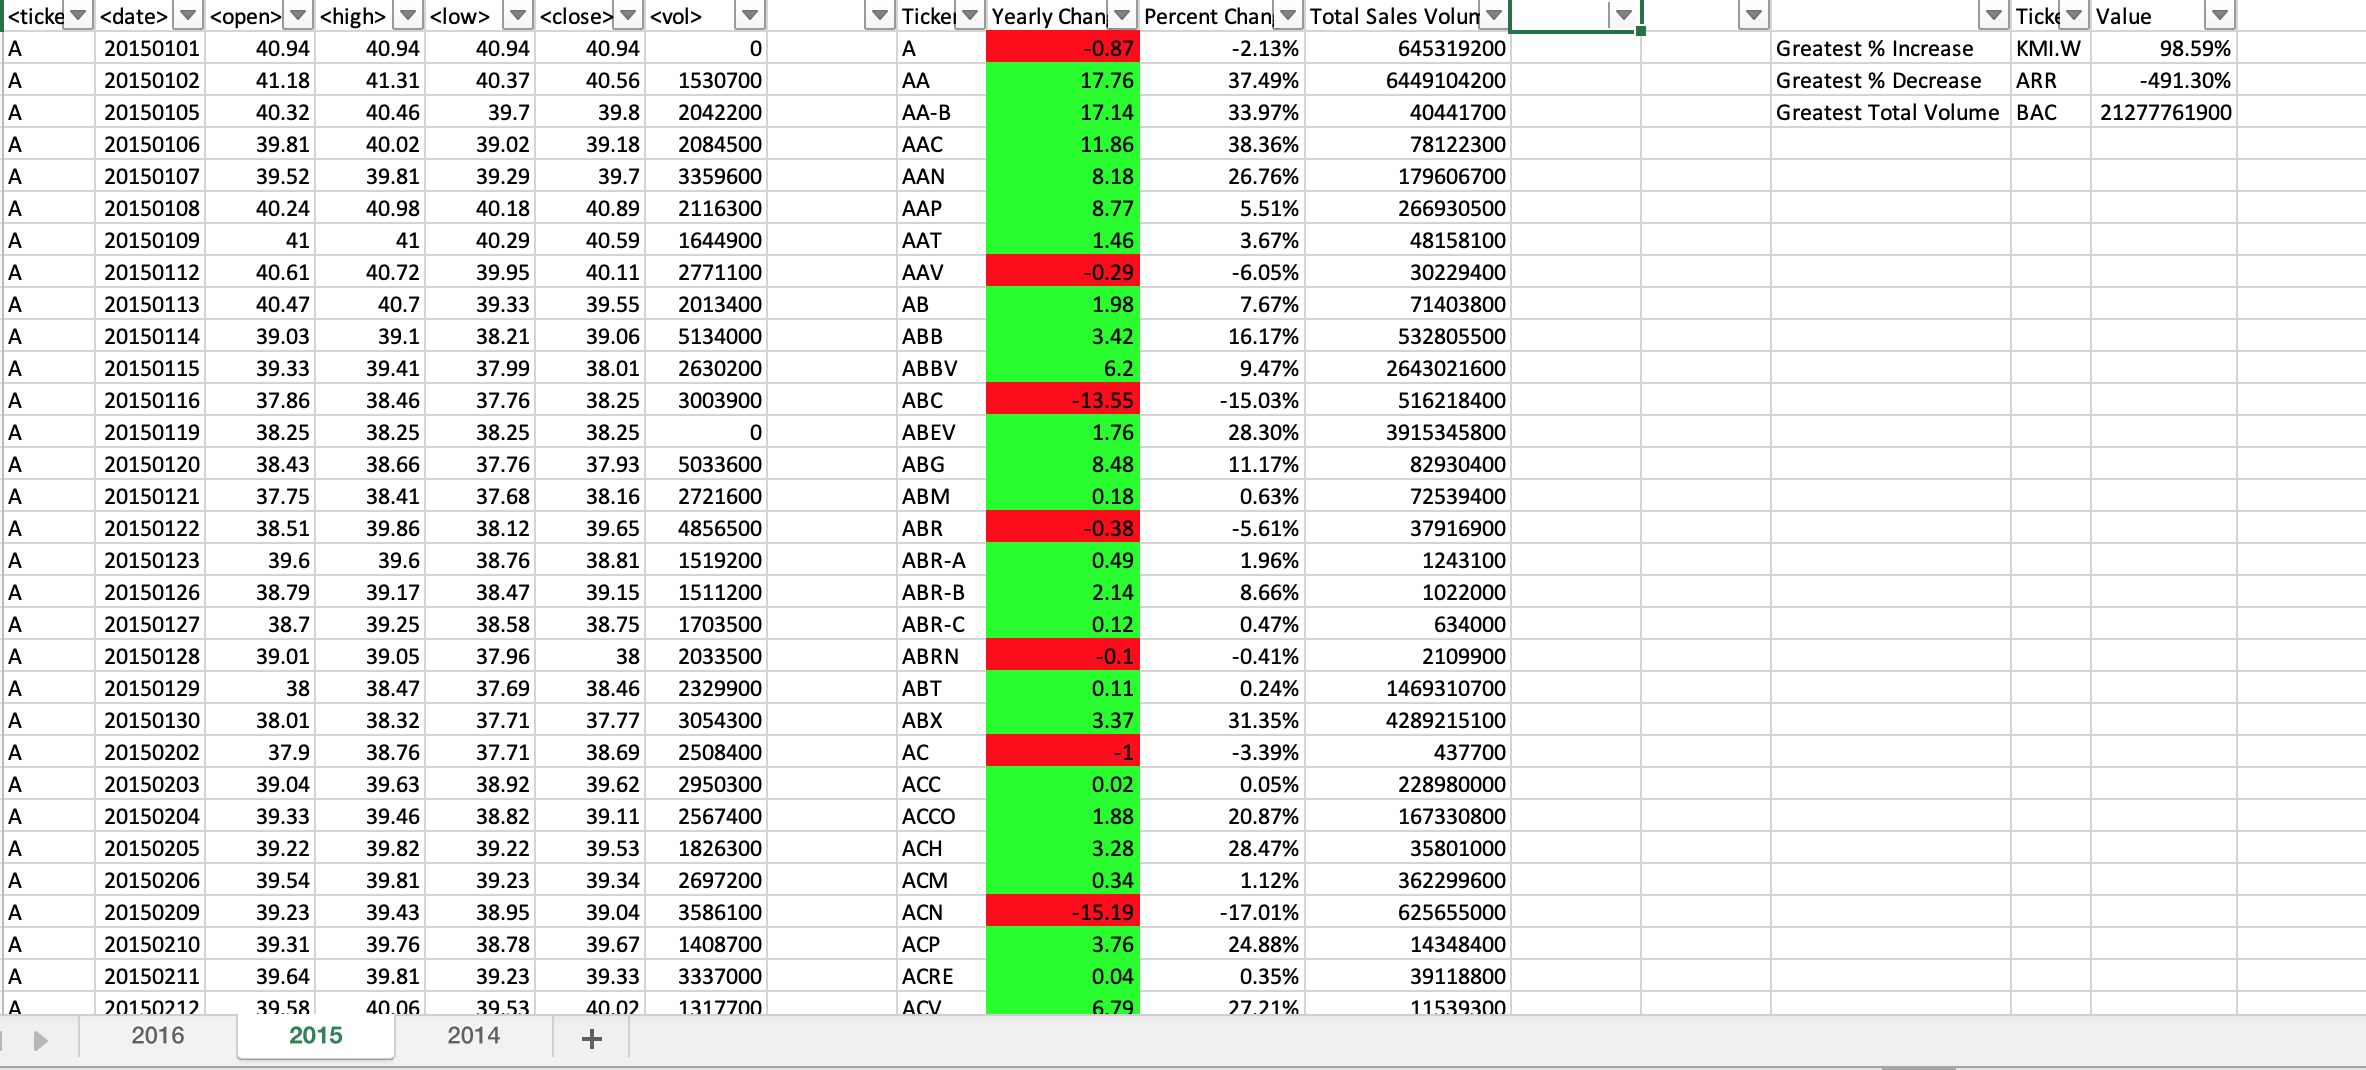 <ticke <date> <open> <high> <low> <close> <vol> Ticker Yearly Chan Percent Chan Total Sales Volum Ticke Value
A 20150101 40.94 40.94 40.94 40.94 0 A -0.87 -2.13% 645319200 Greatest % Increase KMI.W 98.59%
A 20150102 41.18 41.31 40.37 40.56 1530700 AA 17.76 37.49% 6449104200 Greatest % Decrease ARR -491.30%
A 20150105 40.32 40.46 39.7 39.8 2042200 AA-B 17.14 33.97% 40441700 Greatest Total Volume BAC 21277761900
A 20150106 39.81 40.02 39.02 39.18 2084500 AAC 11.86 38.36% 78122300
A 20150107 39.52 39.81 39.29 39.7 3359600 AAN 8.18 26.76% 179606700
A 20150108 40.24 40.98 40.18 40.89 2116300 AAP 8.77 5.51% 266930500
A 20150109 41 41 40.29 40.59 1644900 AAT 1.46 3.67% 48158100
A 20150112 40.61 40.72 39.95 40.11 2771100 AAV -0.29 -6.05% 30229400
A 20150113 40.47 40.7 39.33 39.55 2013400 AB 1.98 7.67% 71403800
A 20150114 39.03 39.1 38.21 39.06 5134000 ABB 3.42 16.17% 532805500
A 20150115 39.33 39.41 37.99 38.01 2630200 ABBV 6.2 9.47% 2643021600
A 20150116 37.86 38.46 37.76 38.25 3003900 ABC -13.55 -15.03% 516218400
A 20150119 38.25 38.25 38.25 38.25 0 ABEV 1.76 28.30% 3915345800
A 20150120 38.43 38.66 37.76 37.93 5033600 ABG 8.48 11.17% 82930400
A 20150121 37.75 38.41 37.68 38.16 2721600 ABM 0.18 0.63% 72539400
A 20150122 38.51 39.86 38.12 39.65 4856500 ABR -0.38 -5.61% 37916900
A 20150123 39.6 39.6 38.76 38.81 1519200 ABR-A 0.49 1.96% 1243100
A 20150126 38.79 39.17 38.47 39.15 1511200 ABR-B 2.14 8.66% 1022000
A 20150127 38.7 39.25 38.58 38.75 1703500 ABR-C 0.12 0.47% 634000
A 20150128 39.01 39.05 37.96 38 2033500 ABRN -0.1 -0.41% 2109900
A 20150129 38 38.47 37.69 38.46 2329900 ABT 0.11 0.24% 1469310700
A 20150130 38.01 38.32 37.71 37.77 3054300 ABX 3.37 31.35% 4289215100
A 20150202 37.9 38.76 37.71 38.69 2508400 AC -1 -3.39% 437700
A 20150203 39.04 39.63 38.92 39.62 2950300 ACC 0.02 0.05% 228980000
A 20150204 39.33 39.46 38.82 39.11 2567400 ACCO 1.88 20.87% 167330800
A 20150205 39.22 39.82 39.22 39.53 1826300 ACH 3.28 28.47% 35801000
A 20150206 39.54 39.81 39.23 39.34 2697200 ACM 0.34 1.12% 362299600
A 20150209 39.23 39.43 38.95 39.04 3586100 ACN -15.19 -17.01% 625655000
A 20150210 39.31 39.76 38.78 39.67 1408700 ACP 3.76 24.88% 14348400
A 20150211 39.64 39.81 39.23 39.33 3337000 ACRE 0.04 0.35% 39118800
A 20150212 39.58 40.06 39.53 40.02 1317700 ACV 6.79 27.21% 11539300
2016 2015 2014 +